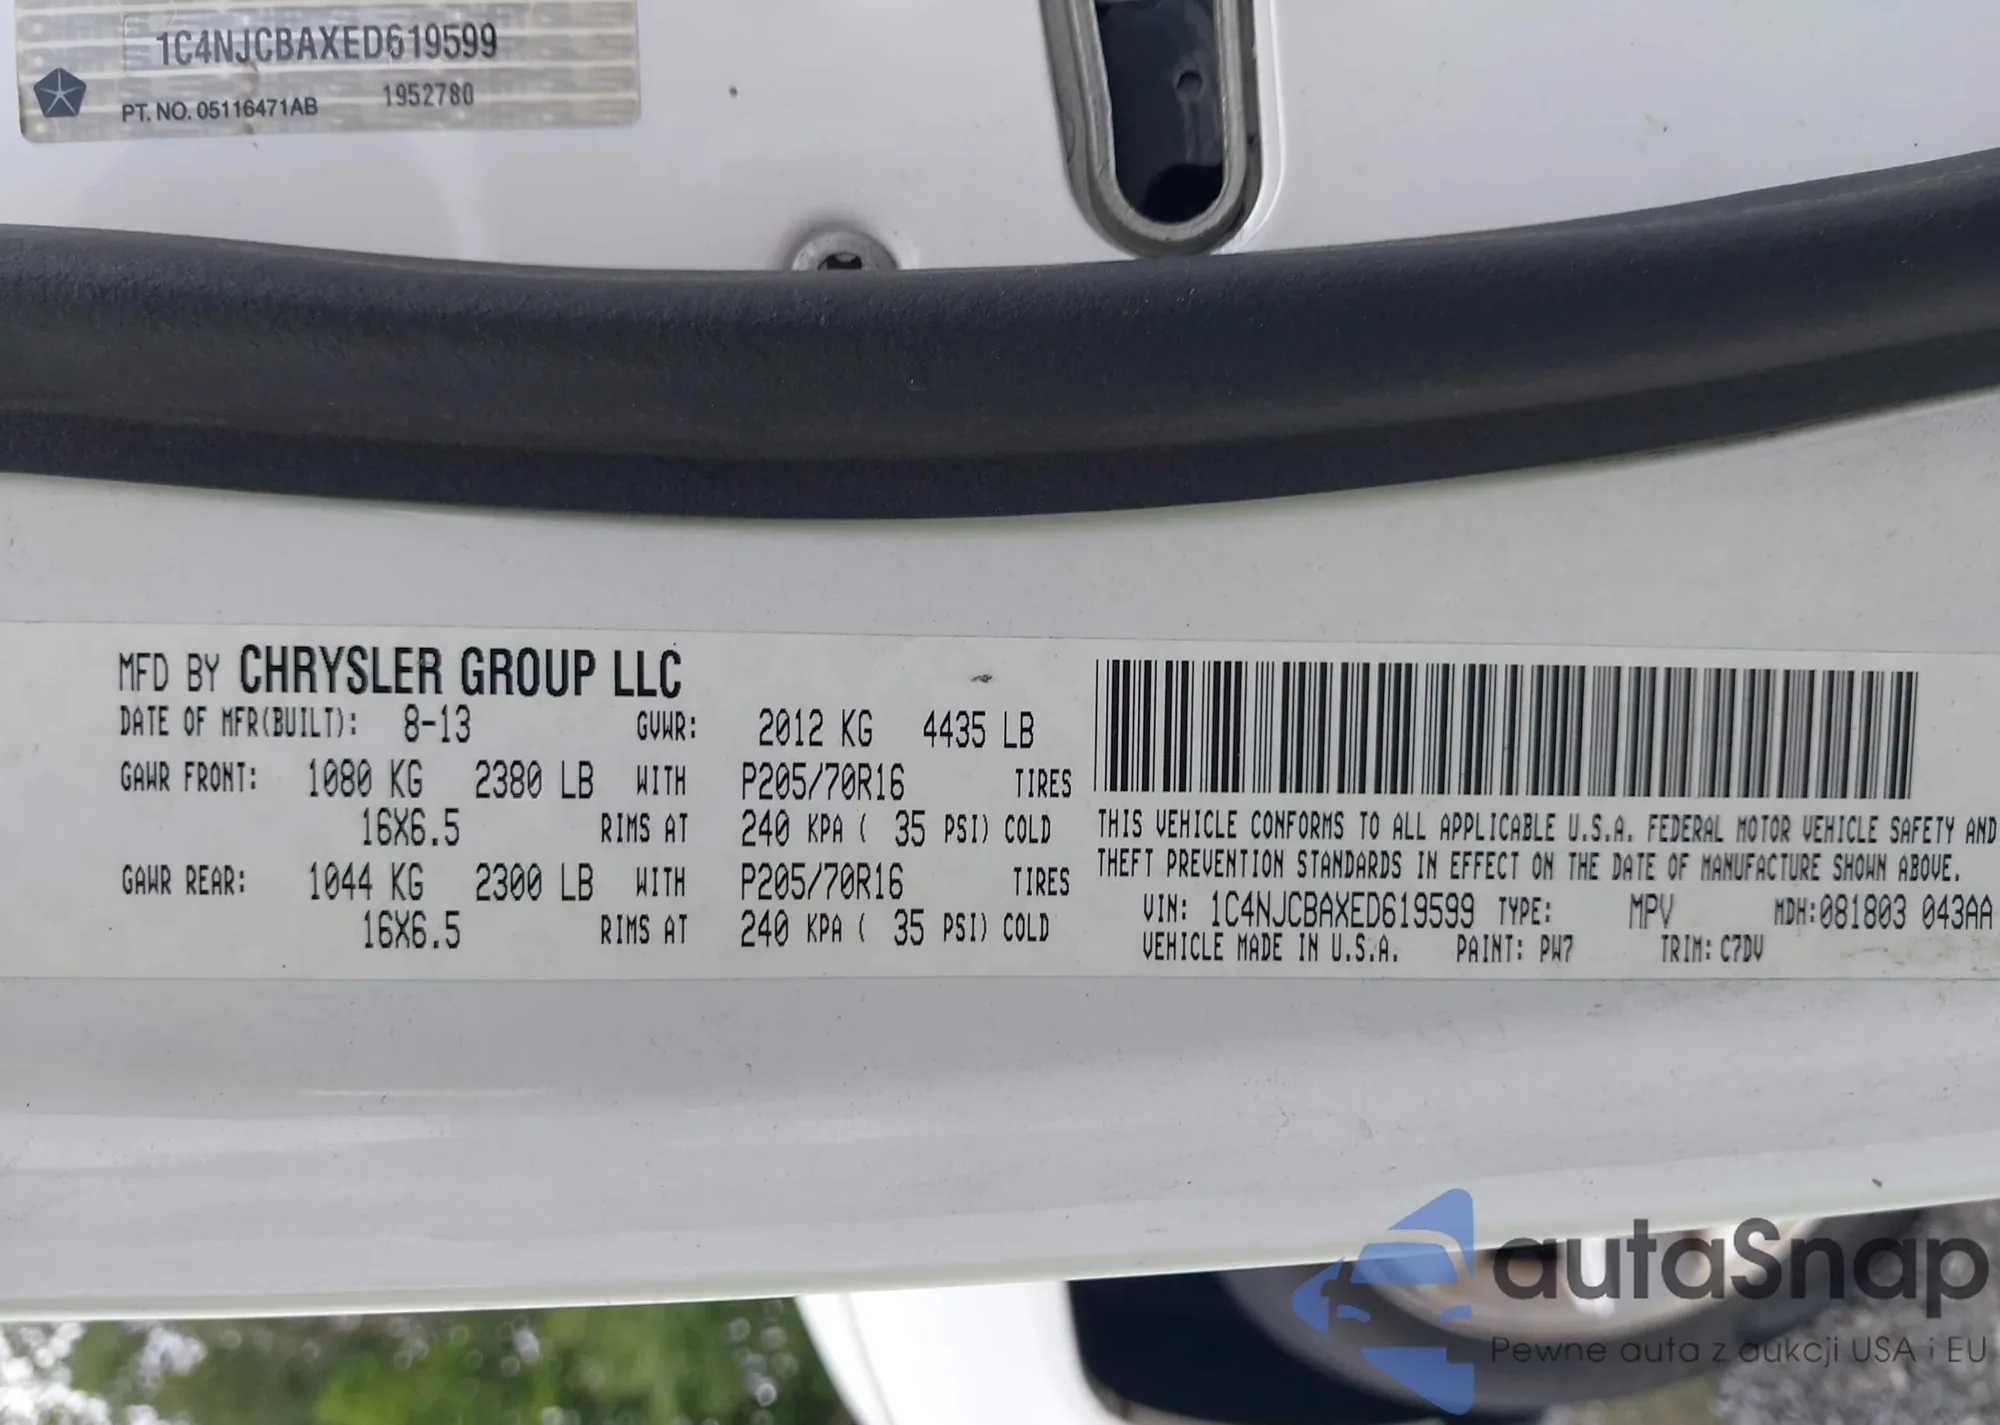 1C4NJCBAXED619599
PT. NO. 05116471AB 1952780
MFD BY CHRYSLER GROUP LLC
DATE OF MFR(BUILT): 8-13 GVWR: 2012 KG 4435 LB
GAWR FRONT: 1080 KG 2380 LB WITH P205/70R16 TIRES
16X6.5 RIMS AT 240 KPA ( 35 PSI) COLD
GAWR REAR: 1044 KG 2300 LB WITH P205/70R16 TIRES
16X6.5 RIMS AT 240 KPA ( 35 PSI) COLD
THIS VEHICLE CONFORMS TO ALL APPLICABLE U.S.A. FEDERAL MOTOR VEHICLE SAFETY AND
THEFT PREVENTION STANDARDS IN EFFECT ON THE DATE OF MANUFACTURE SHOWN ABOVE.
VIN: 1C4NJCBAXED619599 TYPE: MPV MDH:081803 043AA
VEHICLE MADE IN U.S.A. PAINT: PW7 TRIM: C7DV
autaSnap
Pewne auta z aukcji USA i EU